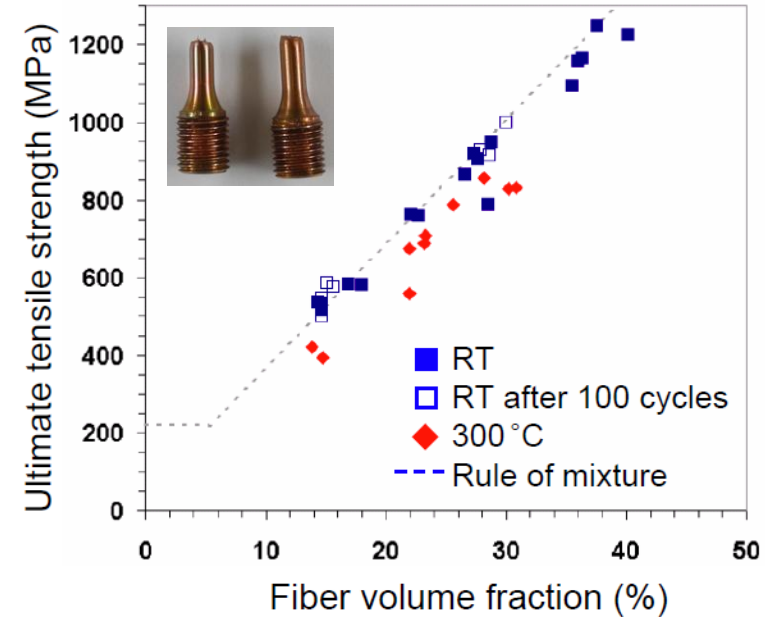 Ultimate tensile strength (MPa)
1200
1000
800
600
400
200
0
0 10 20 30 40 50
Fiber volume fraction (%)
RT
RT after 100 cycles
300 °C
Rule of mixture